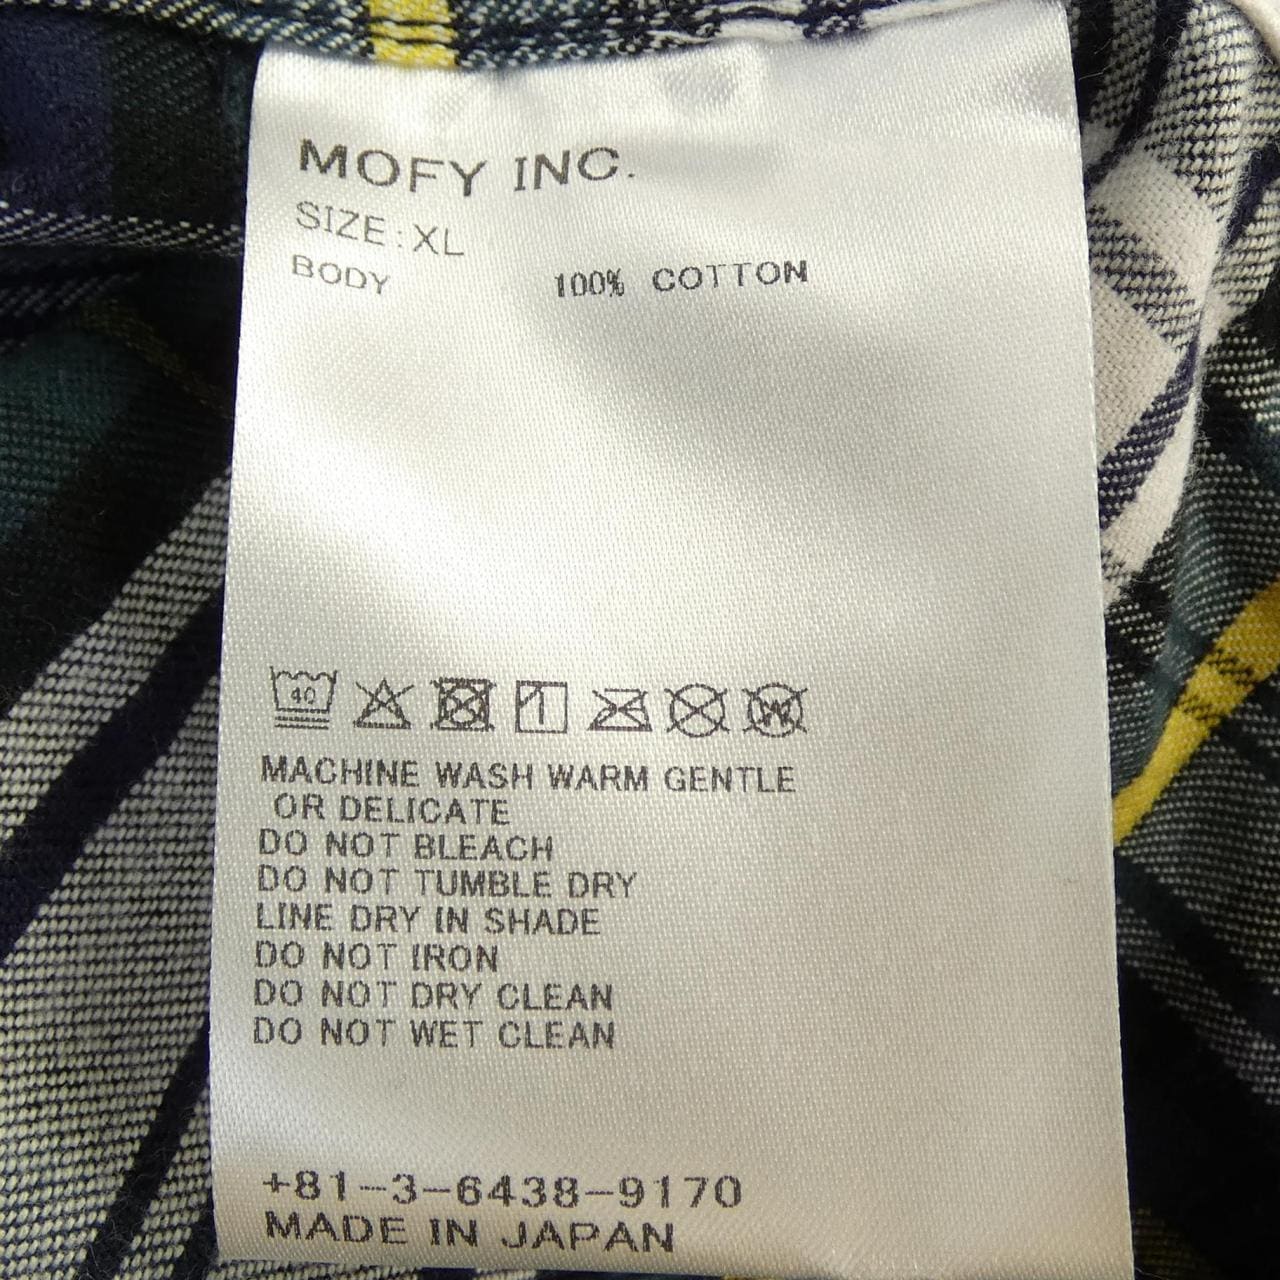 MOFY INC.
SIZE:XL
BODY 100% COTTON
40
W
MACHINE WASH WARM GENTLE
OR DELICATE
DO NOT BLEACH
DO NOT TUMBLE DRY
LINE DRY IN SHADE
DO NOT IRON
DO NOT DRY CLEAN
DO NOT WET CLEAN
+81-3-6438-9170
MADE IN JAPAN